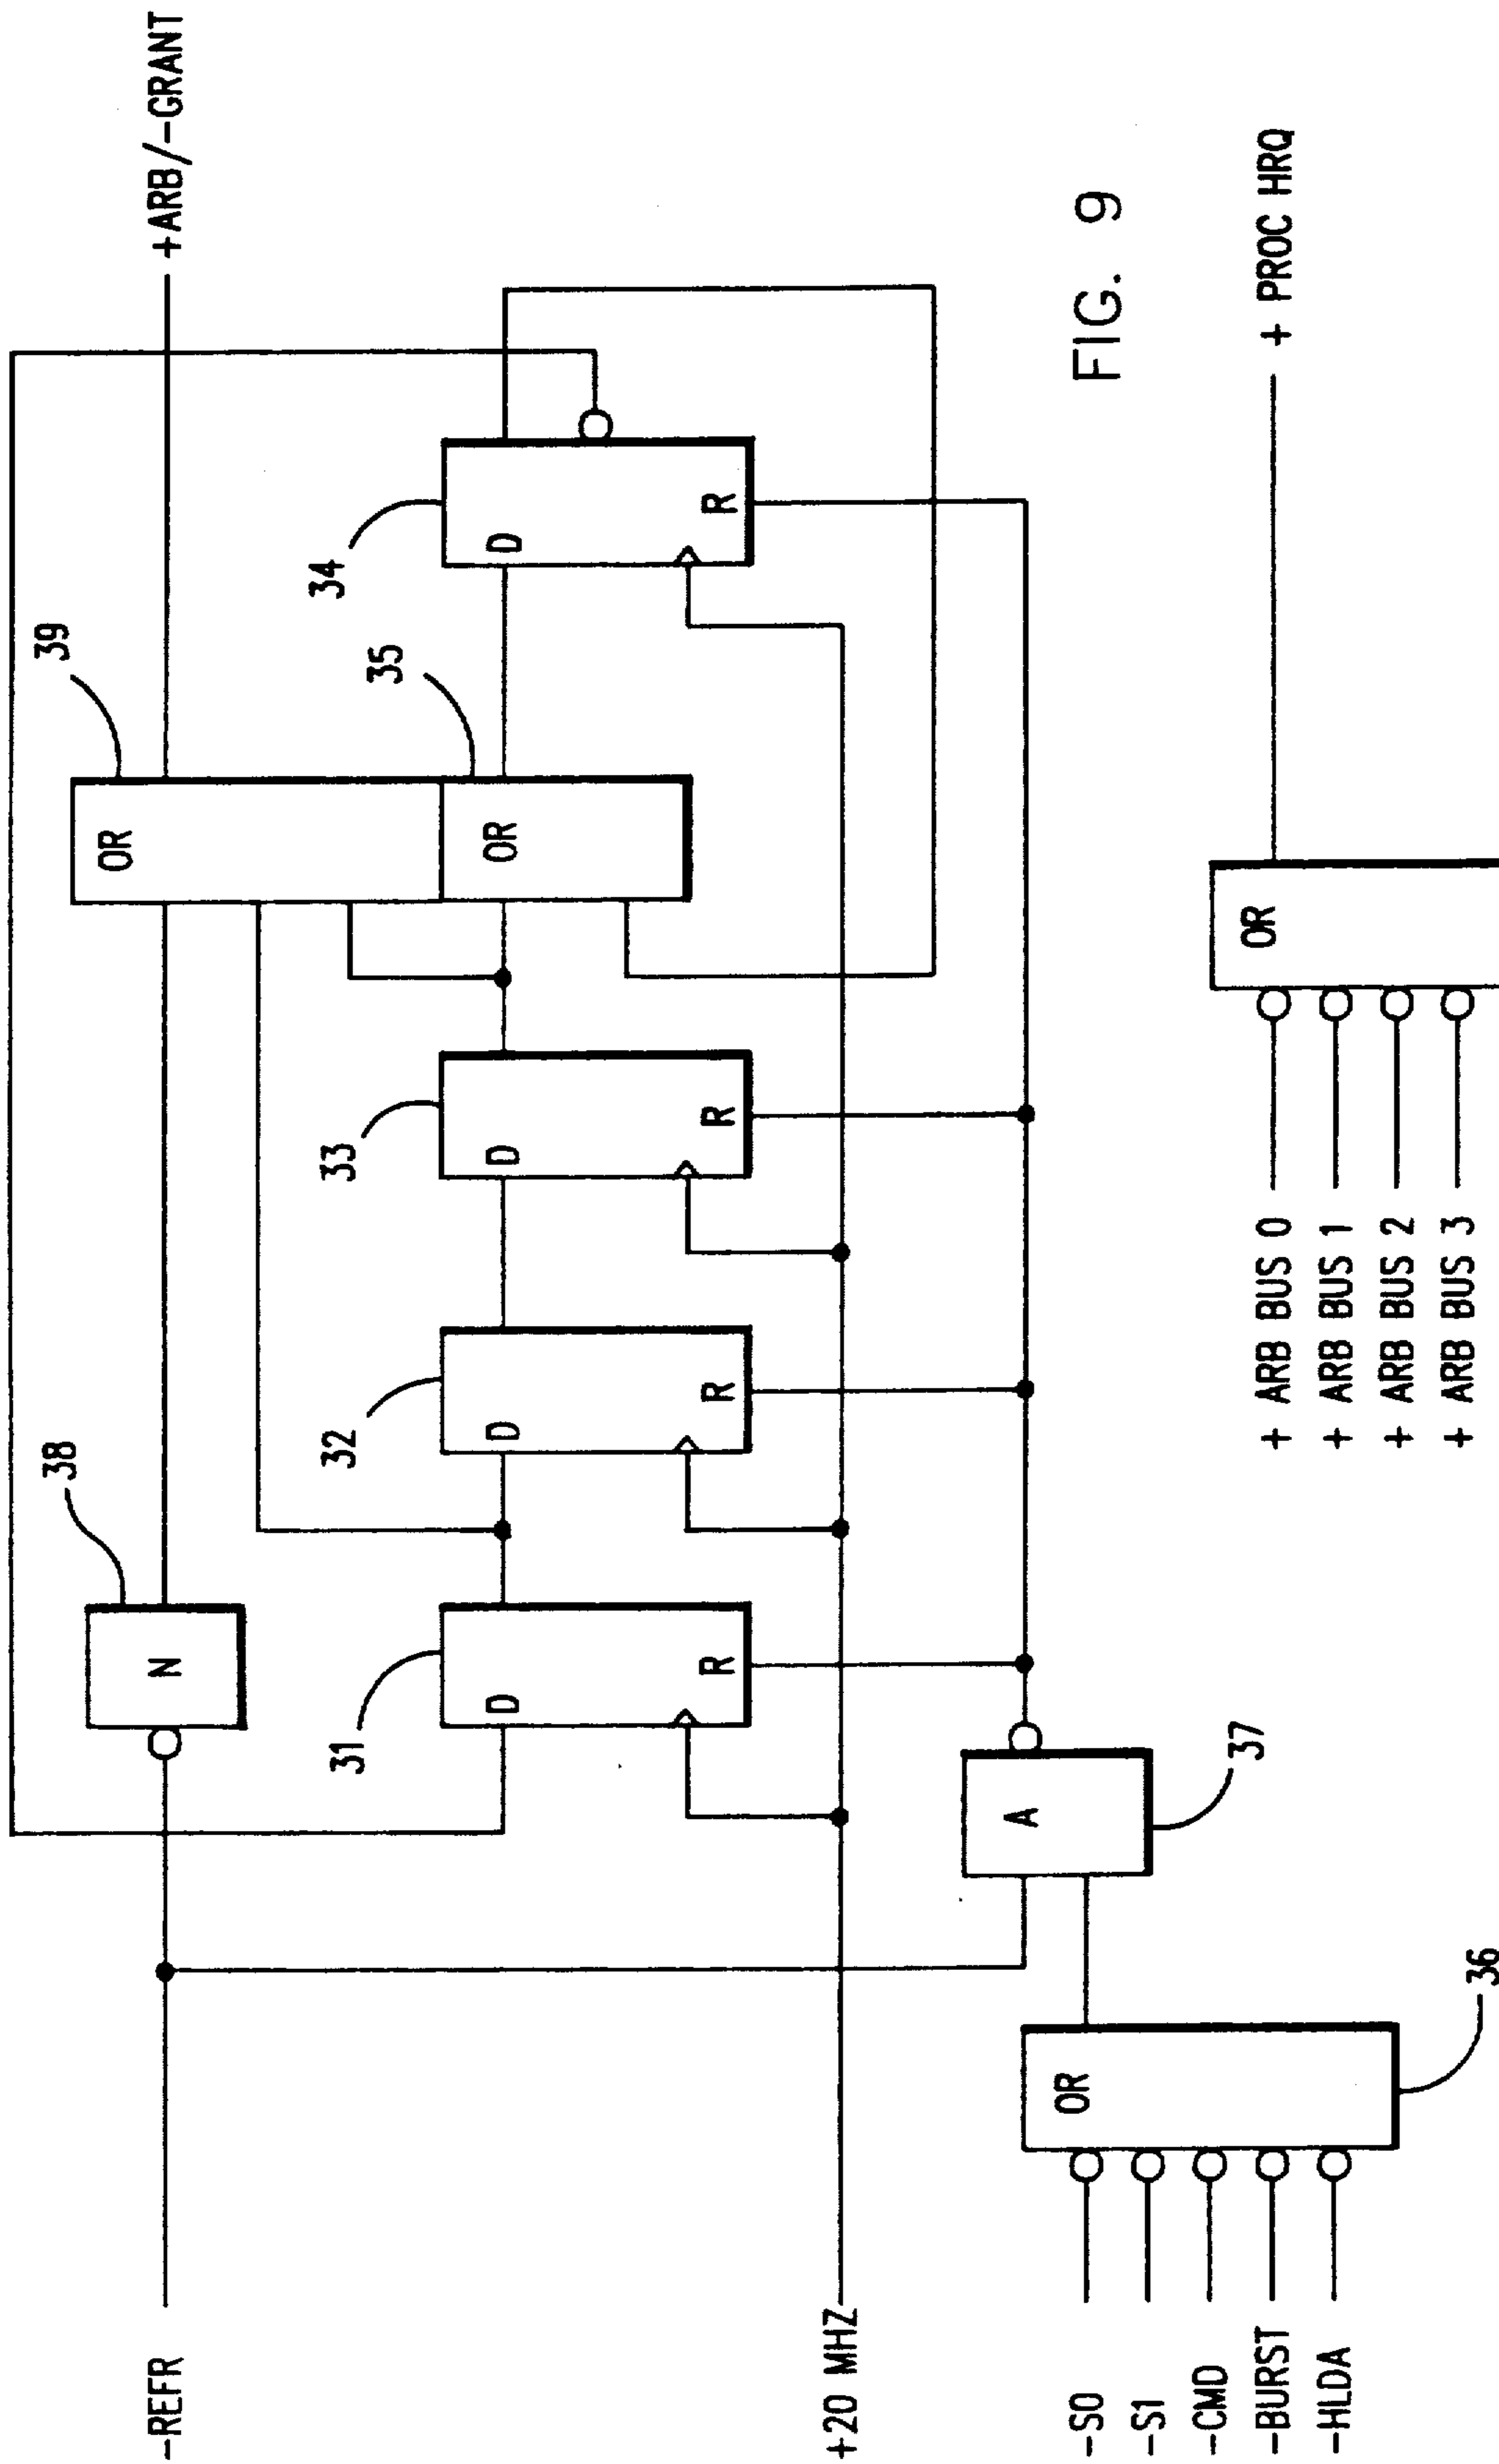 -REFR
38
N
39
OR
+ARB/-GRANT
31
D
R
32
D
R
33
D
R
35
OR
34
D
R
+20 MHZ
-S0
-S1
-CMD
-BURST
-HLDA
OR
36
A
37
FIG. 9
+ ARB BUS 0
+ ARB BUS 1
+ ARB BUS 2
+ ARB BUS 3
OR
+ PROC HRQ